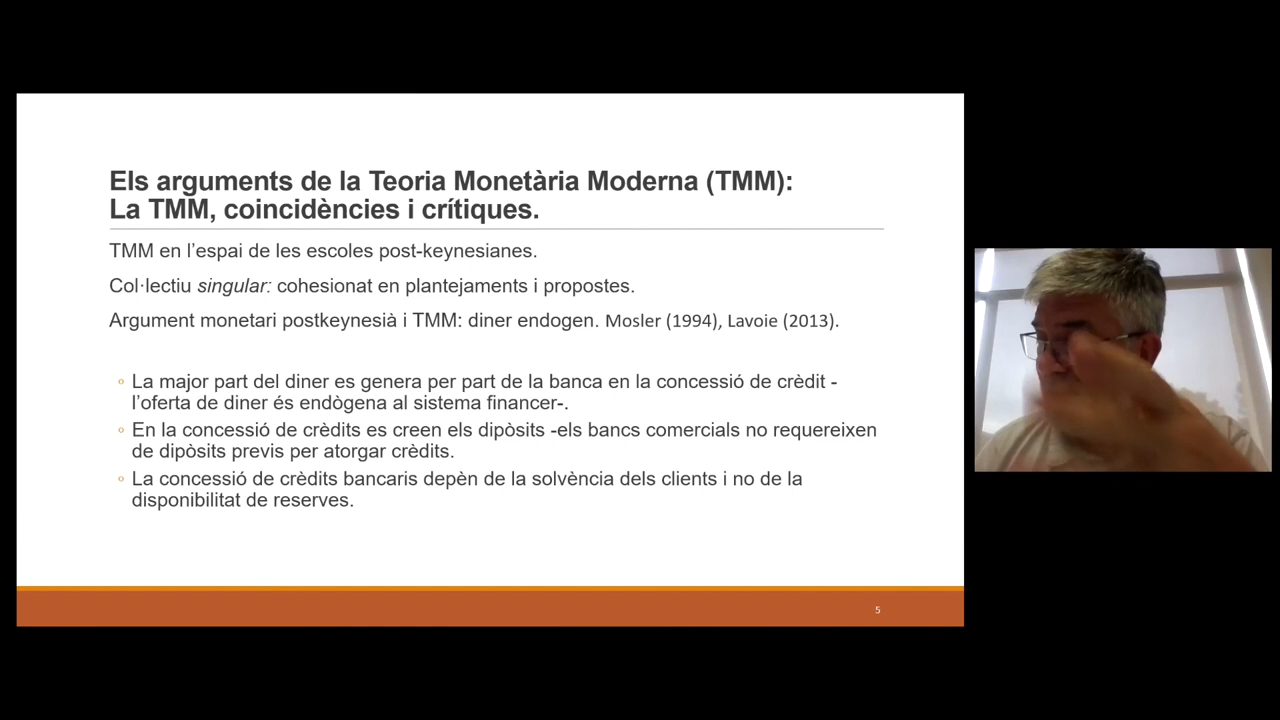 Els arguments de la Teoria Monetària Moderna (TMM):
La TMM, coincidències i crítiques.
TMM en l’espai de les escoles post-keynesianes.
Col·lectiu singular: cohesionat en plantejaments i propostes.
Argument monetari postkeynesià i TMM: diner endogen. Mosler (1994), Lavoie (2013).
◦ La major part del diner es genera per part de la banca en la concessió de crèdit -
l’oferta de diner és endògena al sistema financer-.
◦ En la concessió de crèdits es creen els dipòsits -els bancs comercials no requereixen
de dipòsits previs per atorgar crèdits.
◦ La concessió de crèdits bancaris depèn de la solvència dels clients i no de la
disponibilitat de reserves.
5